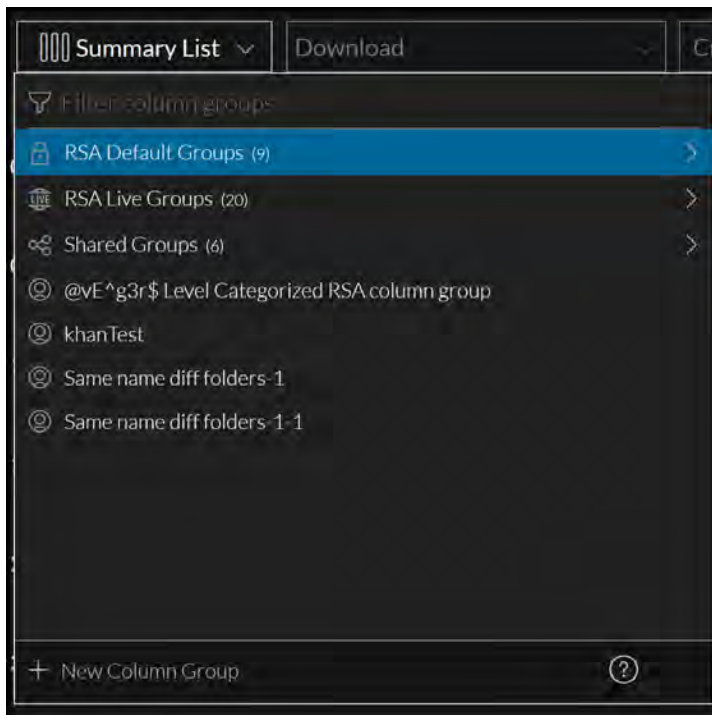 Summary List
Download
Filter column groups
RSA Default Groups (9)
LIVE
RSA Live Groups (20)
Shared Groups (6)
@vE^g3r$ Level Categorized RSA column group
khanTest
Same name diff folders-1
Same name diff folders-1-1
+ New Column Group
?